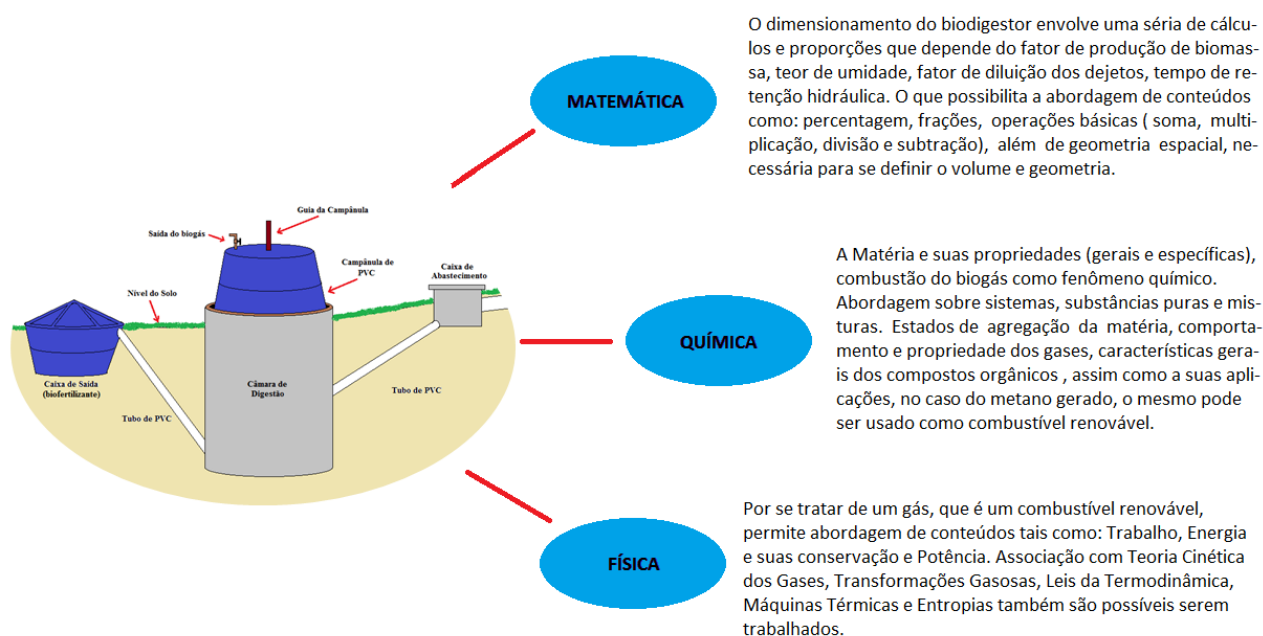 O dimensionamento do biodigestor envolve uma séria de cálcu-
los e proporções que depende do fator de produção de biomas-
sa, teor de umidade, fator de diluição dos dejetos, tempo de re-
tenção hidráulica. O que possibilita a abordagem de conteúdos
como: percentagem, frações, operações básicas ( soma, multi-
plicação, divisão e subtração), além de geometria espacial, ne-
cessária para se definir o volume e geometria.
MATEMÁTICA
Guia da Campânula
Saída do biogás
Campânula de
PVC
Caixa de
Abastecimento
Nível do Solo
Caixa de Saída
(biofertilizante)
Câmara de
Digestão
Tubo de PVC
Tubo de PVC
A Matéria e suas propriedades (gerais e específicas),
combustão do biogás como fenômeno químico.
Abordagem sobre sistemas, substâncias puras e mis-
turas. Estados de agregação da matéria, comporta-
mento e propriedade dos gases, características gera-
is dos compostos orgânicos , assim como a suas apli-
cações, no caso do metano gerado, o mesmo pode
ser usado como combustível renovável.
QUÍMICA
Por se tratar de um gás, que é um combustível renovável,
permite abordagem de conteúdos tais como: Trabalho, Energia
e suas conservação e Potência. Associação com Teoria Cinética
dos Gases, Transformações Gasosas, Leis da Termodinâmica,
Máquinas Térmicas e Entropias também são possíveis serem
trabalhados.
FÍSICA